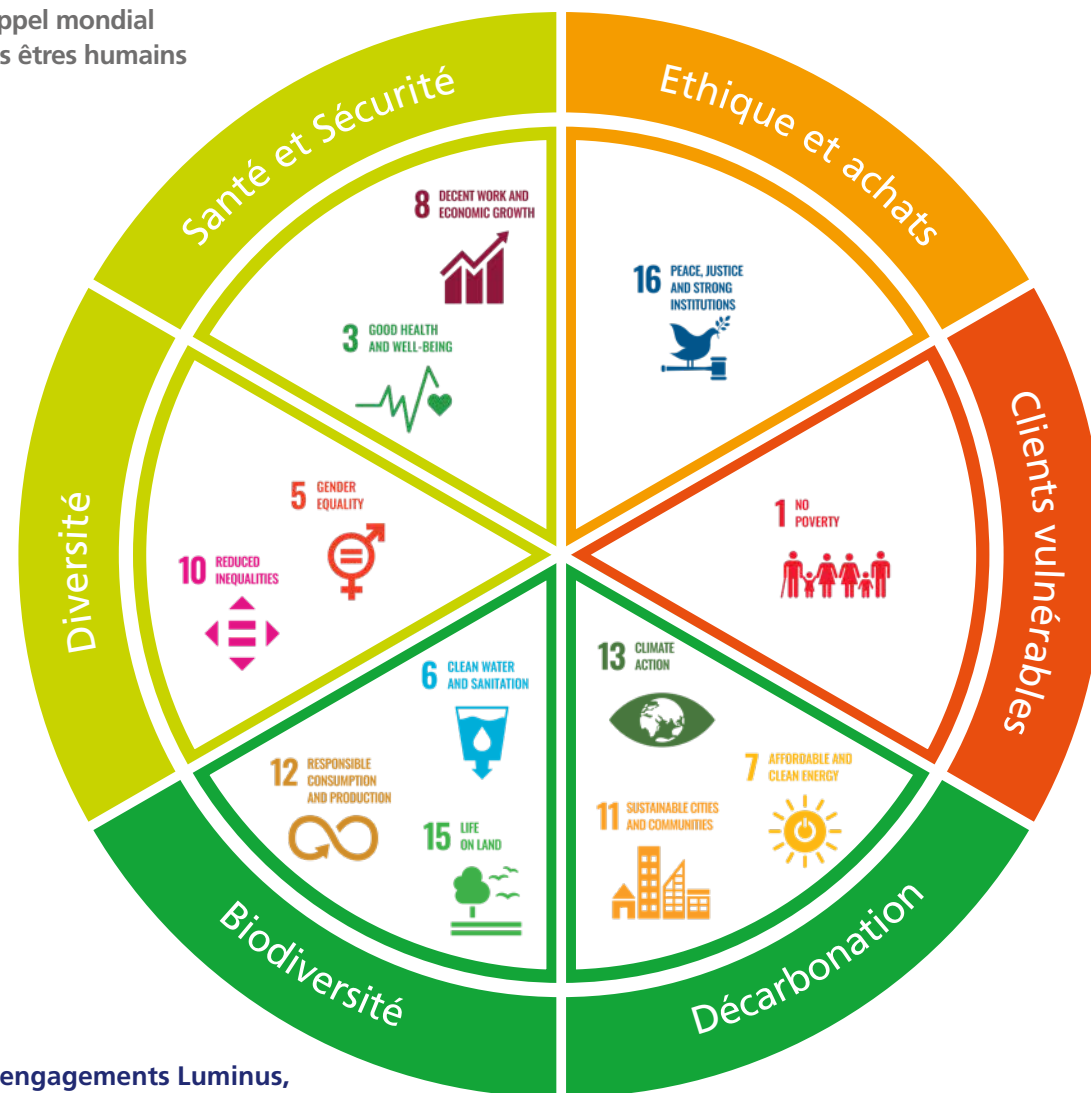 ppel mondial
s êtres humains
Santé et Sécurité
Ethique et achats
8 DECENT WORK AND
ECONOMIC GROWTH
3 GOOD HEALTH
AND WELL-BEING
16 PEACE, JUSTICE
AND STRONG
INSTITUTIONS
Diversité
5 GENDER
EQUALITY
10 REDUCED
INEQUALITIES
Clients vulnérables
1 NO
POVERTY
6 CLEAN WATER
AND SANITATION
12 RESPONSIBLE
CONSUMPTION
AND PRODUCTION
15 LIFE
ON LAND
13 CLIMATE
ACTION
7 AFFORDABLE AND
CLEAN ENERGY
11 SUSTAINABLE CITIES
AND COMMUNITIES
Biodiversité
Décarbonation
engagements Luminus,